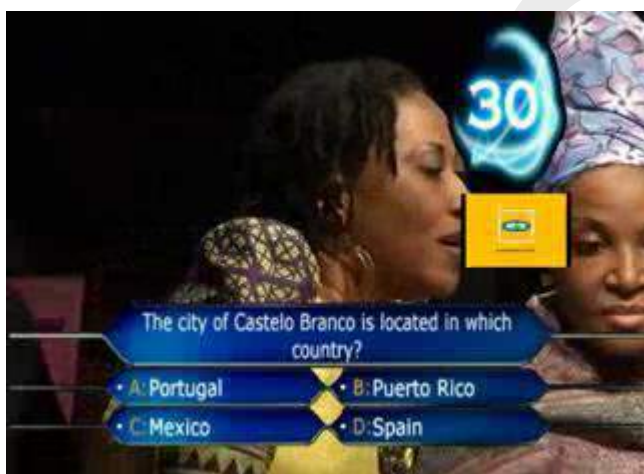 30
The city of Castelo Branco is located in which
country?
• A:Portugal
• B:Puerto Rico
• C:Mexico
• D:Spain